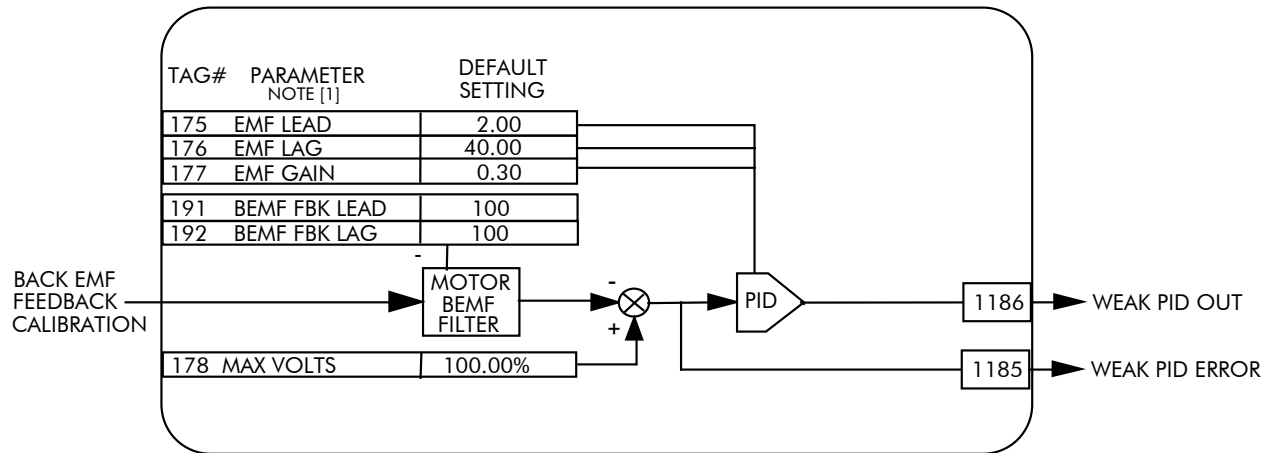 TAG# PARAMETER DEFAULT
NOTE [1] SETTING
175 EMF LEAD 2.00
176 EMF LAG 40.00
177 EMF GAIN 0.30
191 BEMF FBK LEAD 100
192 BEMF FBK LAG 100
-
BACK EMF
FEEDBACK
CALIBRATION
MOTOR
BEMF
FILTER
-
+
PID
1186 WEAK PID OUT
178 MAX VOLTS 100.00%
1185 WEAK PID ERROR